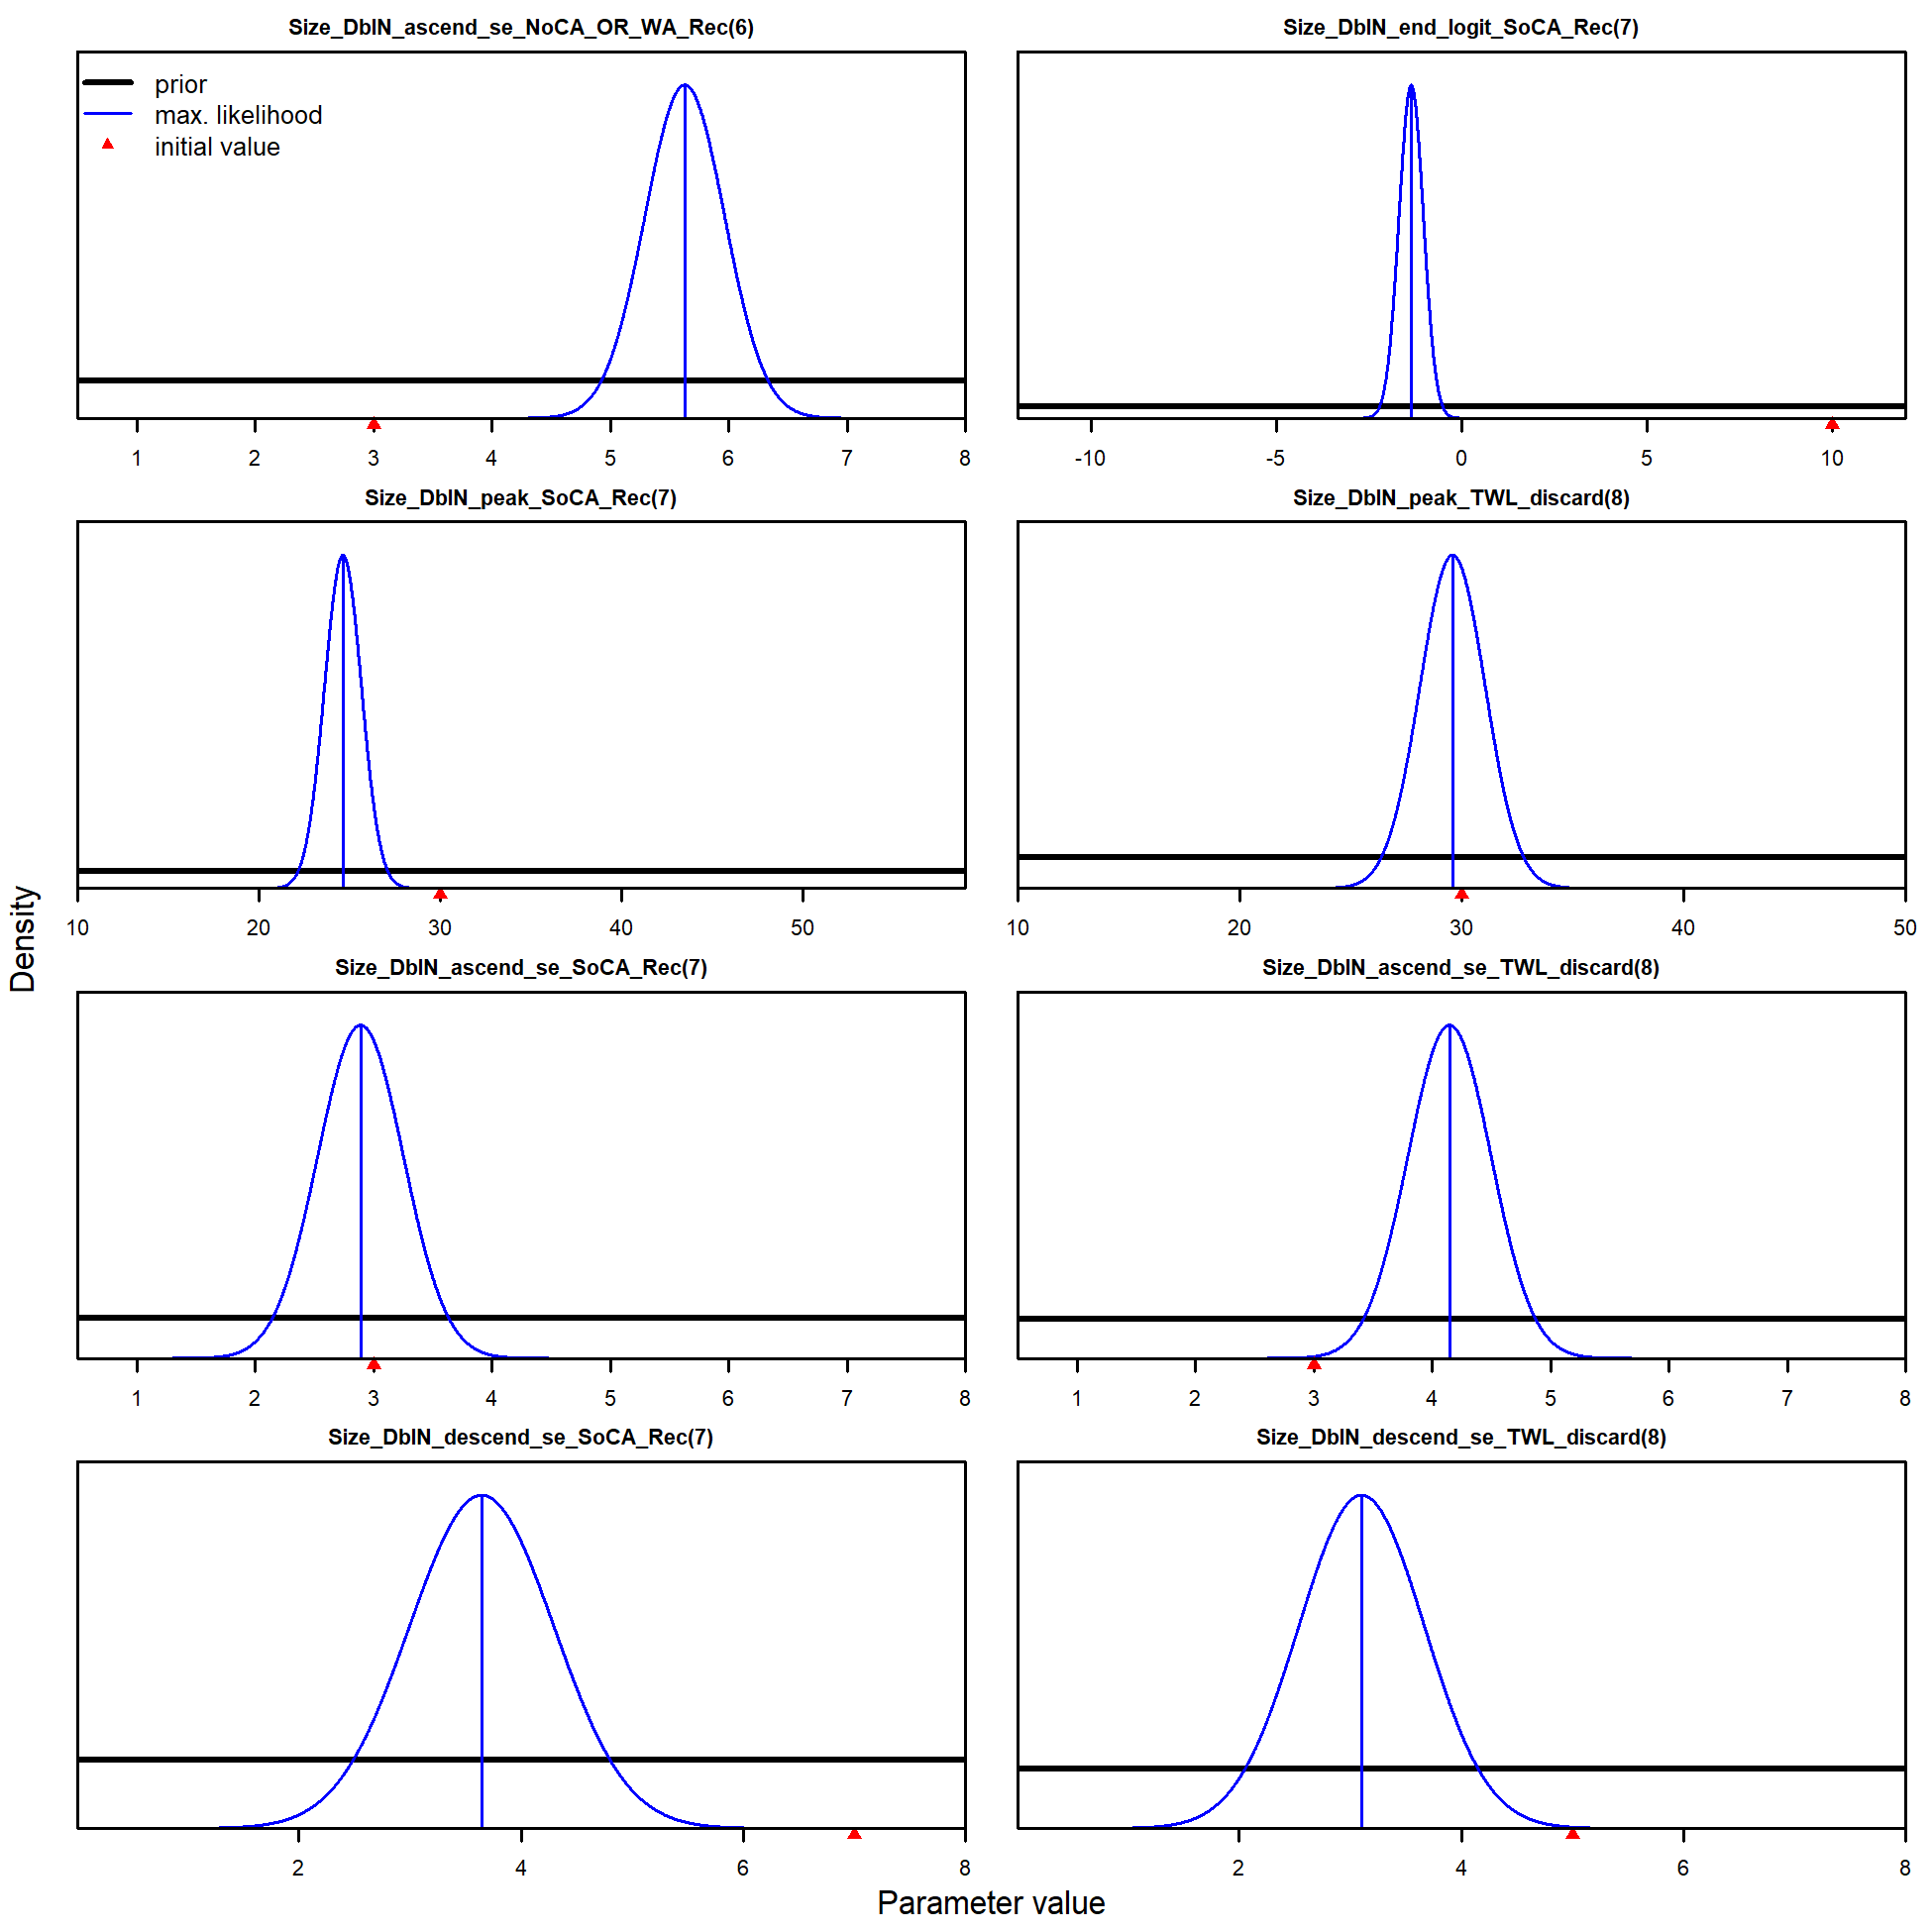 Size_DblN_ascend_se_NoCA_OR_WA_Rec(6)
prior
max. likelihood
initial value
1 2 3 4 5 6 7 8
Size_DblN_end_logit_SoCA_Rec(7)
-10 -5 0 5 10
Size_DblN_peak_SoCA_Rec(7)
10 20 30 40 50
Size_DblN_peak_TWL_discard(8)
10 20 30 40 50
Size_DblN_ascend_se_SoCA_Rec(7)
1 2 3 4 5 6 7 8
Size_DblN_ascend_se_TWL_discard(8)
1 2 3 4 5 6 7 8
Size_DblN_descend_se_SoCA_Rec(7)
2 4 6 8
Size_DblN_descend_se_TWL_discard(8)
2 4 6 8
Density
Parameter value